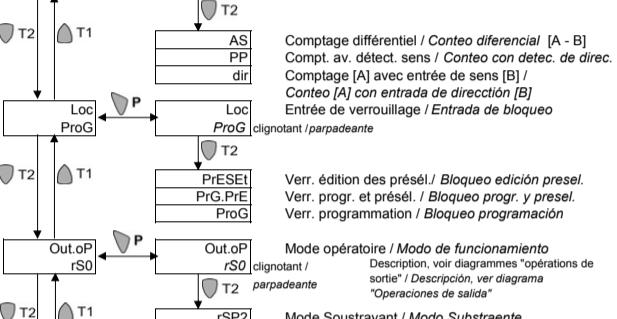 T2
T2 T1
AS Comptage différentiel / Conteo diferencial [A - B]
PP Compt. av. détect. sens / Conteo con detec. de direc.
dir Comptage [A] avec entrée de sens [B] /
Conteo [A] con entrada de direcctión [B]
Loc P Loc Entrée de verrouillage / Entrada de bloqueo
ProG ProG clignotant / parpadeante
T2
T2 T1
PrESEt Verr. édition des présél./ Bloqueo edición presel.
PrG.PrE Verr. progr. et présél. / Bloqueo progr. y presel.
ProG Verr. programmation / Bloqueo programación
Out.oP P Out.oP Mode opératoire / Modo de funcionamiento
rS0 rS0 clignotant / Description, voir diagrammes "opérations de
parpadeante sortie" / Descripción, ver diagrama
T2 "Operaciones de salida"
T2 T1
rSP2 Mode Soustrayant / Modo Substraente